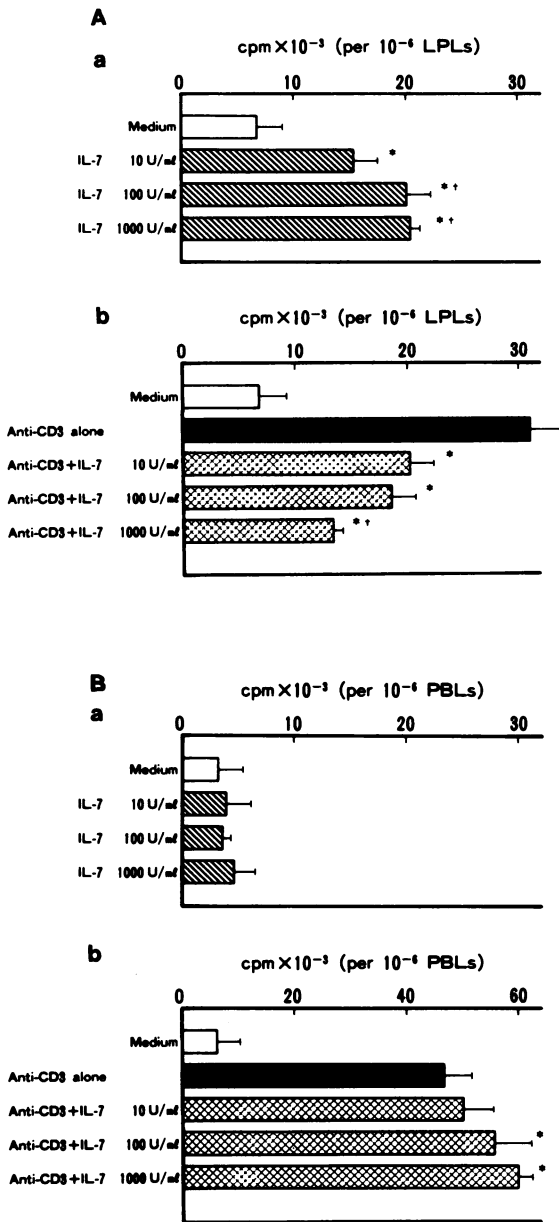 A
a
cpm×10⁻³ (per 10⁻⁶ LPLs)
0 10 20 30
Medium
IL-7 10 U/ml *
IL-7 100 U/ml * †
IL-7 1000 U/ml * †
b
cpm×10⁻³ (per 10⁻⁶ LPLs)
0 10 20 30
Medium
Anti-CD3 alone
Anti-CD3+IL-7 10 U/ml *
Anti-CD3+IL-7 100 U/ml *
Anti-CD3+IL-7 1000 U/ml * †
B
a
cpm×10⁻³ (per 10⁻⁶ PBLs)
0 10 20 30
Medium
IL-7 10 U/ml
IL-7 100 U/ml
IL-7 1000 U/ml
b
cpm×10⁻³ (per 10⁻⁶ PBLs)
0 20 40 60
Medium
Anti-CD3 alone
Anti-CD3+IL-7 10 U/ml
Anti-CD3+IL-7 100 U/ml *
Anti-CD3+IL-7 1000 U/ml *